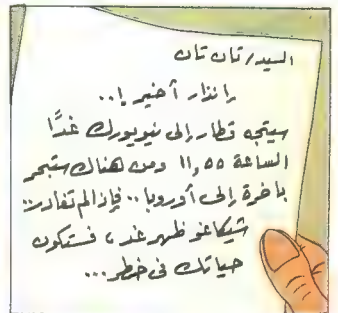 السيد/ تان تان
إنذار أخير !..
سيتجه قطار إلى نيويورك غدًا
الساعة ١١,٥٥ ومن هناك ستبحر
باخرة إلى أوروبا .. فإذا لم تغادر
شيكاغو ظهر غد، فستكون
حياتك في خطر ...